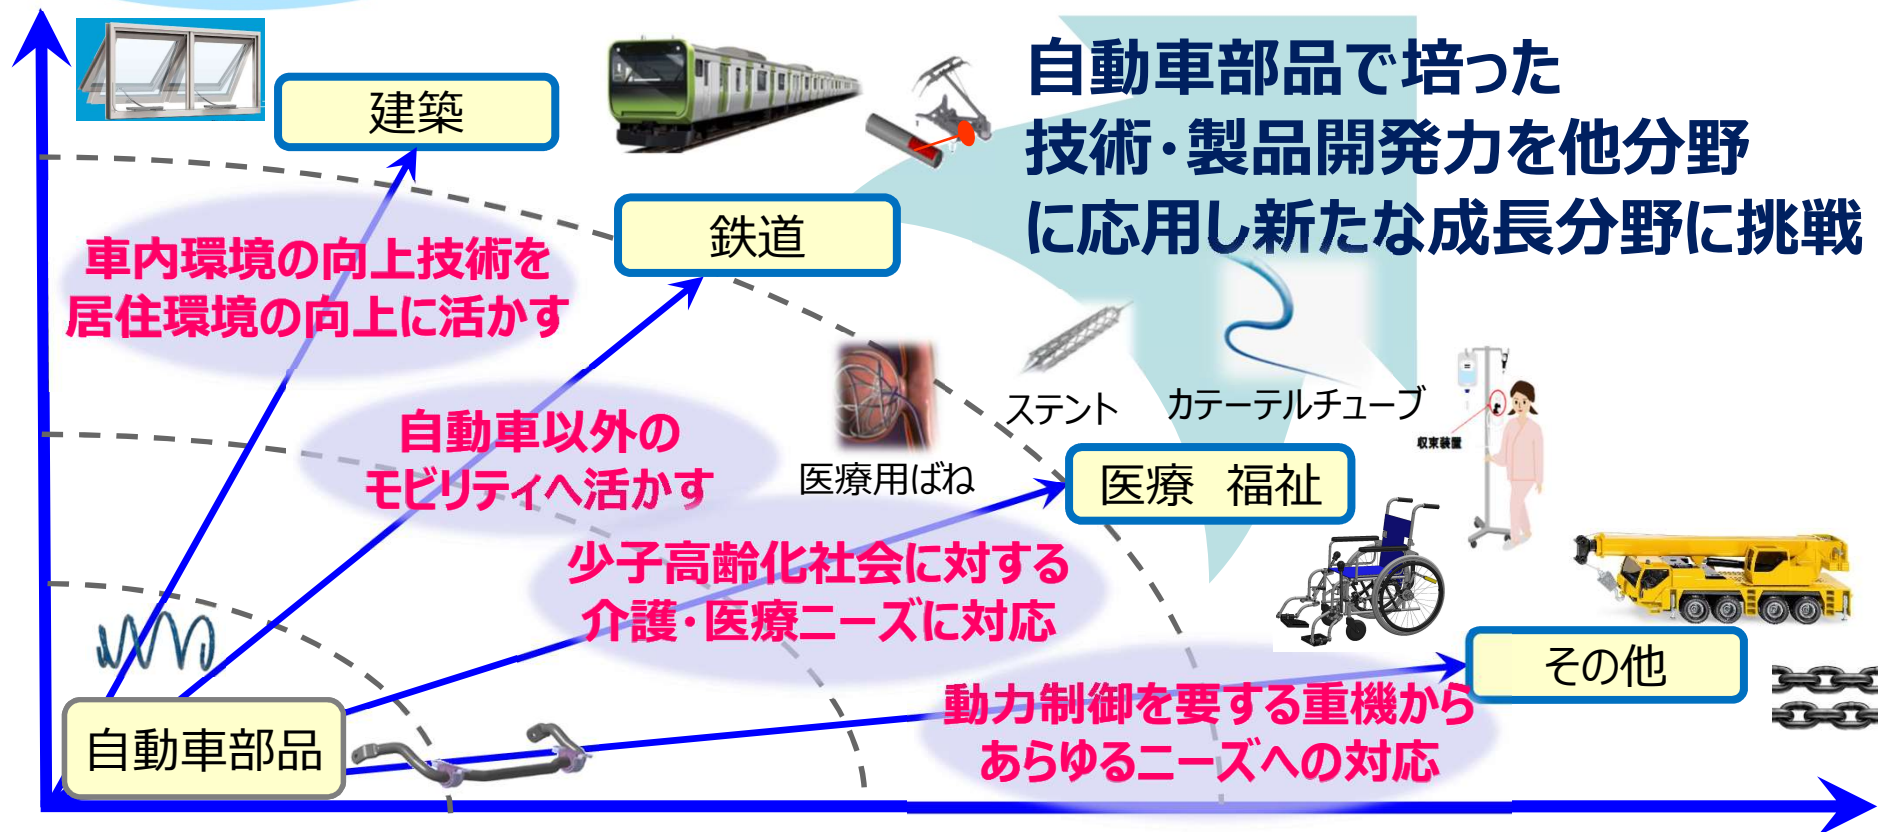 自動車部品で培った
技術・製品開発力を他分野
に応用し新たな成長分野に挑戦
建築
鉄道
車内環境の向上技術を
居住環境の向上に活かす
自動車以外の
モビリティへ活かす
医療用ばね
ステント
カテーテルチューブ
収束装置
医療 福祉
少子高齢化社会に対する
介護・医療ニーズに対応
その他
動力制御を要する重機から
あらゆるニーズへの対応
自動車部品